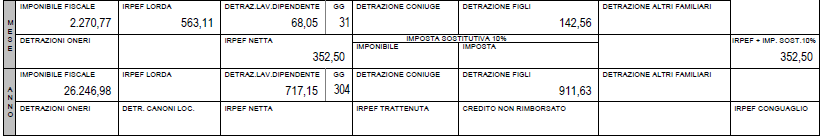 MESE
IMPONIBILE FISCALE IRPEF LORDA DETRAZ.LAV.DIPENDENTE GG DETRAZIONE CONIUGE DETRAZIONE FIGLI DETRAZIONE ALTRI FAMILIARI
2.270,77 563,11 68,05 31 142,56
DETRAZIONI ONERI IRPEF NETTA IMPOSTA SOSTITUTIVA 10% IRPEF + IMP. SOST.10%
IMPONIBILE IMPOSTA
352,50 352,50
ANNO
IMPONIBILE FISCALE IRPEF LORDA DETRAZ.LAV.DIPENDENTE GG DETRAZIONE CONIUGE DETRAZIONE FIGLI DETRAZIONE ALTRI FAMILIARI
26.246,98 717,15 304 911,63
DETRAZIONI ONERI DETR. CANONI LOC. IRPEF NETTA IRPEF TRATTENUTA CREDITO NON RIMBORSATO IRPEF CONGUAGLIO